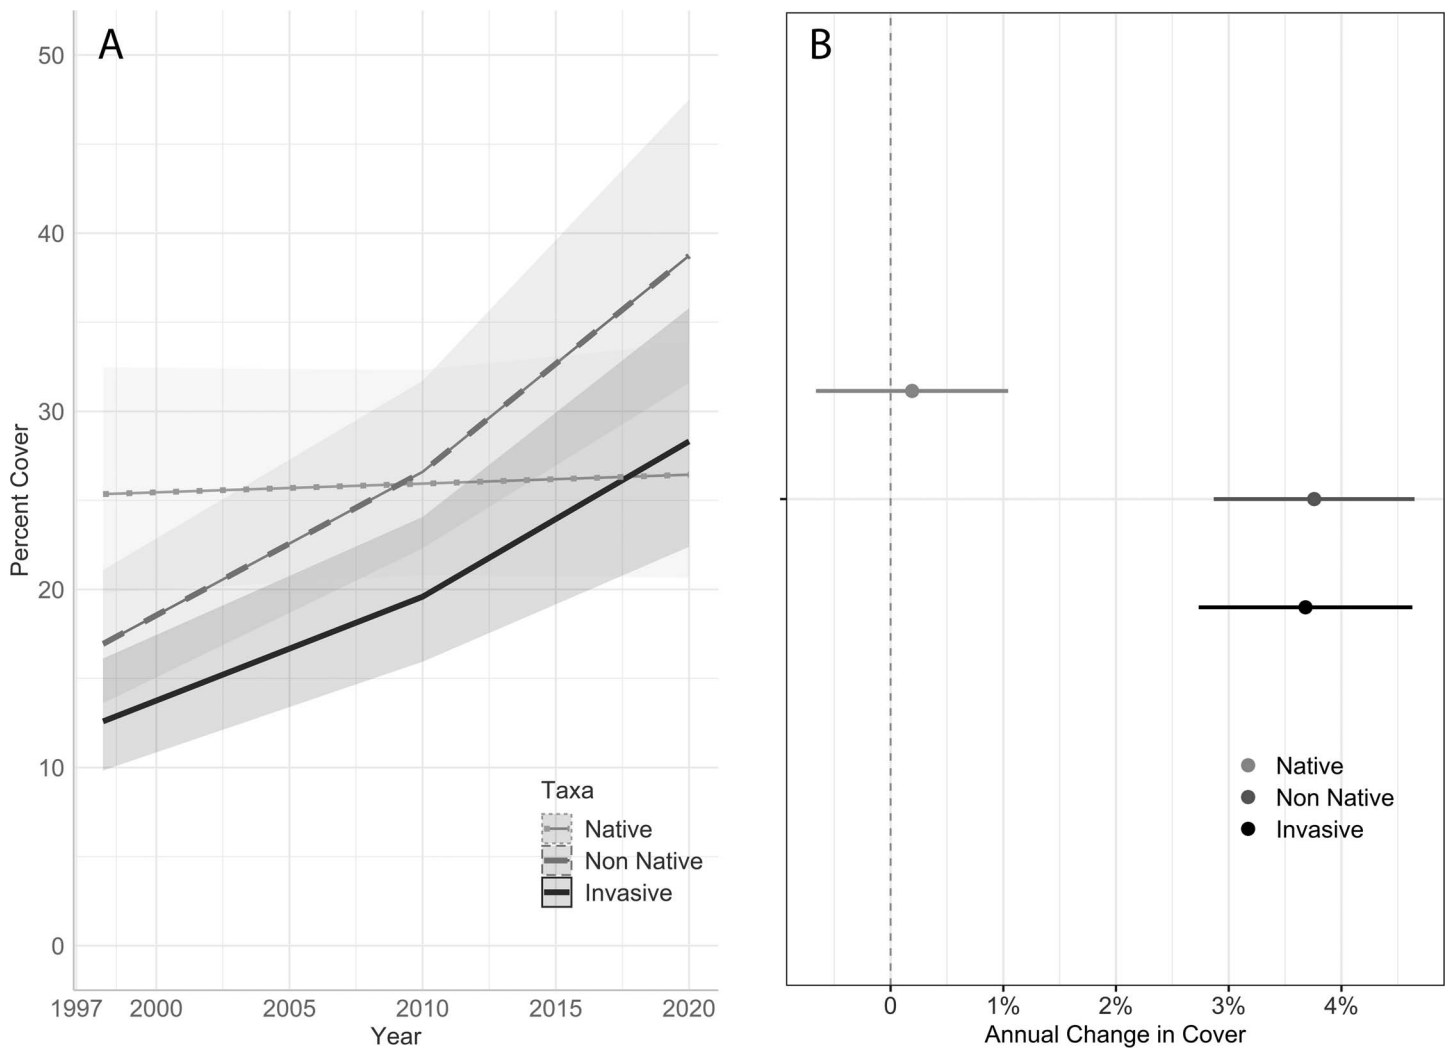 A
50
40
30
20
10
0
Percent Cover
Taxa
Native
Non Native
Invasive
1997 2000 2005 2010 2015 2020
Year
B
Native
Non Native
Invasive
0 1% 2% 3% 4%
Annual Change in Cover